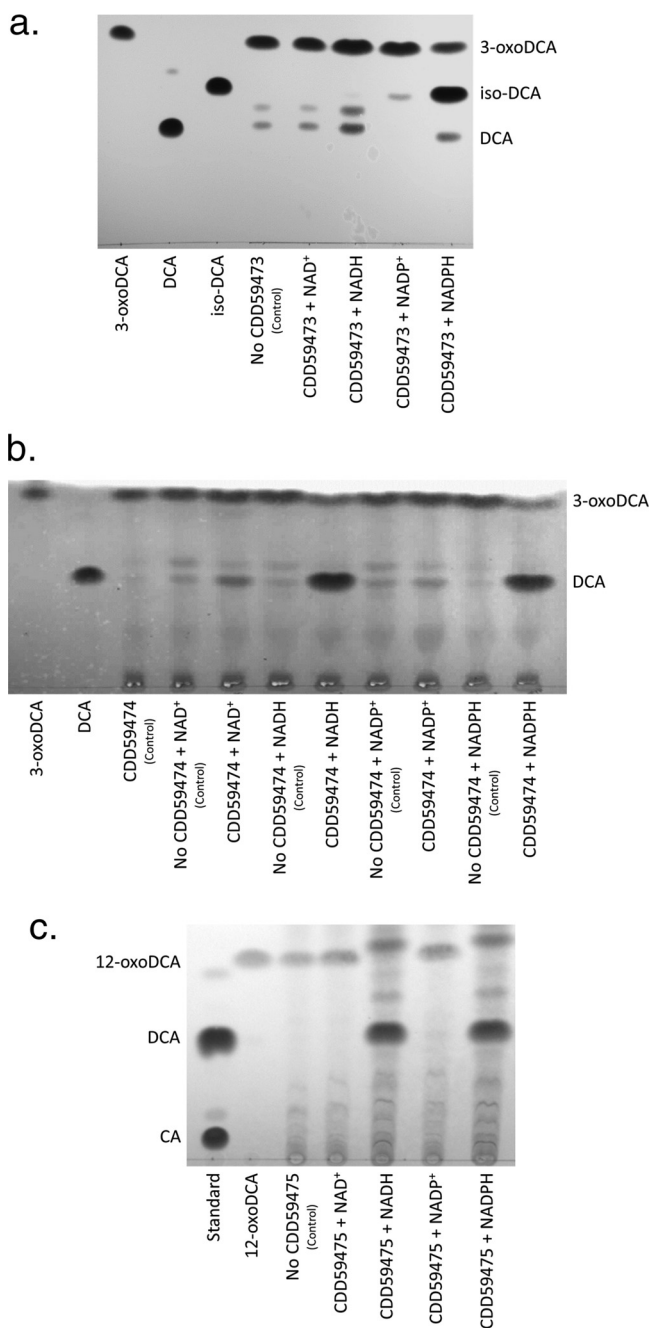 a.
3-oxoDCA
iso-DCA
DCA
3-oxoDCA
DCA
iso-DCA
No CDD59473
(Control)
CDD59473 + NAD⁺
CDD59473 + NADH
CDD59473 + NADP⁺
CDD59473 + NADPH
b.
3-oxoDCA
DCA
3-oxoDCA
DCA
CDD59474
(Control)
No CDD59474 + NAD⁺
(Control)
CDD59474 + NAD⁺
No CDD59474 + NADH
(Control)
CDD59474 + NADH
No CDD59474 + NADP⁺
(Control)
CDD59474 + NADP⁺
No CDD59474 + NADPH
(Control)
CDD59474 + NADPH
c.
12-oxoDCA
DCA
CA
Standard
12-oxoDCA
No CDD59475
(Control)
CDD59475 + NAD⁺
CDD59475 + NADH
CDD59475 + NADP⁺
CDD59475 + NADPH